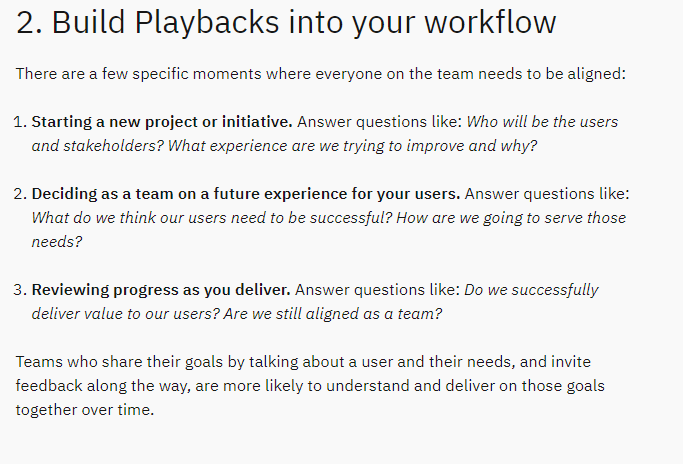 2. Build Playbacks into your workflow
There are a few specific moments where everyone on the team needs to be aligned:
1. Starting a new project or initiative. Answer questions like: Who will be the users
and stakeholders? What experience are we trying to improve and why?
2. Deciding as a team on a future experience for your users. Answer questions like:
What do we think our users need to be successful? How are we going to serve those
needs?
3. Reviewing progress as you deliver. Answer questions like: Do we successfully
deliver value to our users? Are we still aligned as a team?
Teams who share their goals by talking about a user and their needs, and invite
feedback along the way, are more likely to understand and deliver on those goals
together over time.